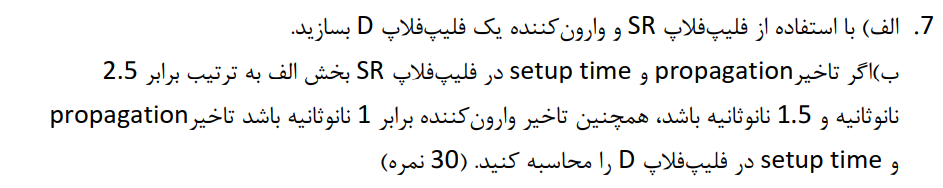 7. الف) با استفاده از فلیپ‌فلاپ SR و وارون‌کننده یک فلیپ‌فلاپ D بسازید.
ب)اگر تاخیرpropagation و setup time در فلیپ‌فلاپ SR بخش الف به ترتیب برابر 2.5
نانوثانیه و 1.5 نانوثانیه باشد، همچنین تاخیر وارون‌کننده برابر 1 نانوثانیه باشد تاخیرpropagation
و setup time در فلیپ‌فلاپ D را محاسبه کنید. (30 نمره)